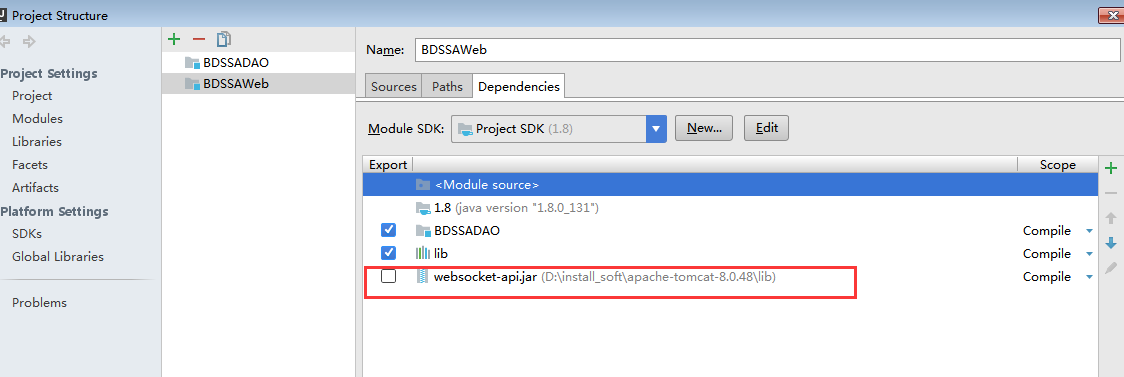 Project Structure
Project Settings
Project
Modules
Libraries
Facets
Artifacts
Platform Settings
SDKs
Global Libraries
Problems
BDSSADAO
BDSSAWeb
Name: BDSSAWeb
Sources Paths Dependencies
Module SDK: Project SDK (1.8) New... Edit
Export Scope
<Module source>
1.8 (java version "1.8.0_131")
BDSSADAO Compile
lib Compile
websocket-api.jar (D:\install_soft\apache-tomcat-8.0.48\lib) Compile